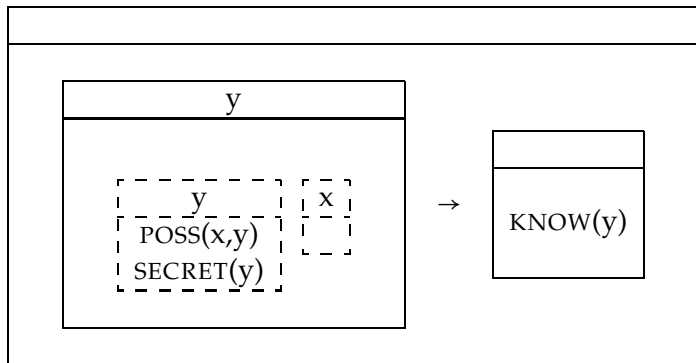 y
y x
POSS(x,y)
SECRET(y)
→
KNOW(y)